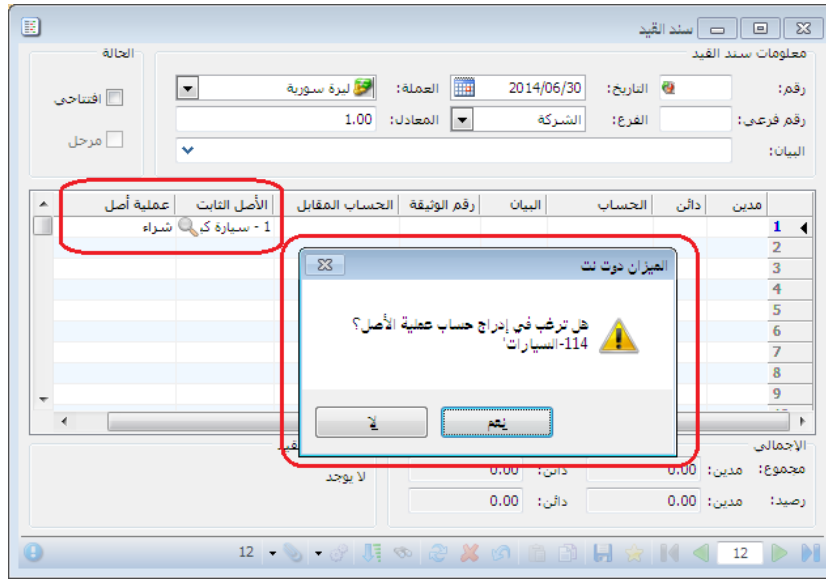 سند القيد
معلومات سند القيد
الحالة
رقم:
التاريخ: 2014/06/30
العملة: ليرة سورية
افتتاحي
رقم فرعي:
الفرع: الشركة
المعادل: 1.00
مرحل
البيان:
مدين دائن الحساب البيان رقم الوثيقة الحساب المقابل الأصل الثابت عملية أصل
1 1 - سيارة كي شراء
2
3
4
5
6
7
8
9
الميزان دوت نت
هل ترغب في إدراج حساب عملية الأصل؟
114-السيارات'
نعم
لا
الإجمالي
مجموع: مدين: 0.00 دائن: 0.00
لا يوجد
رصيد: مدين: 0.00 دائن: 0.00
12
12